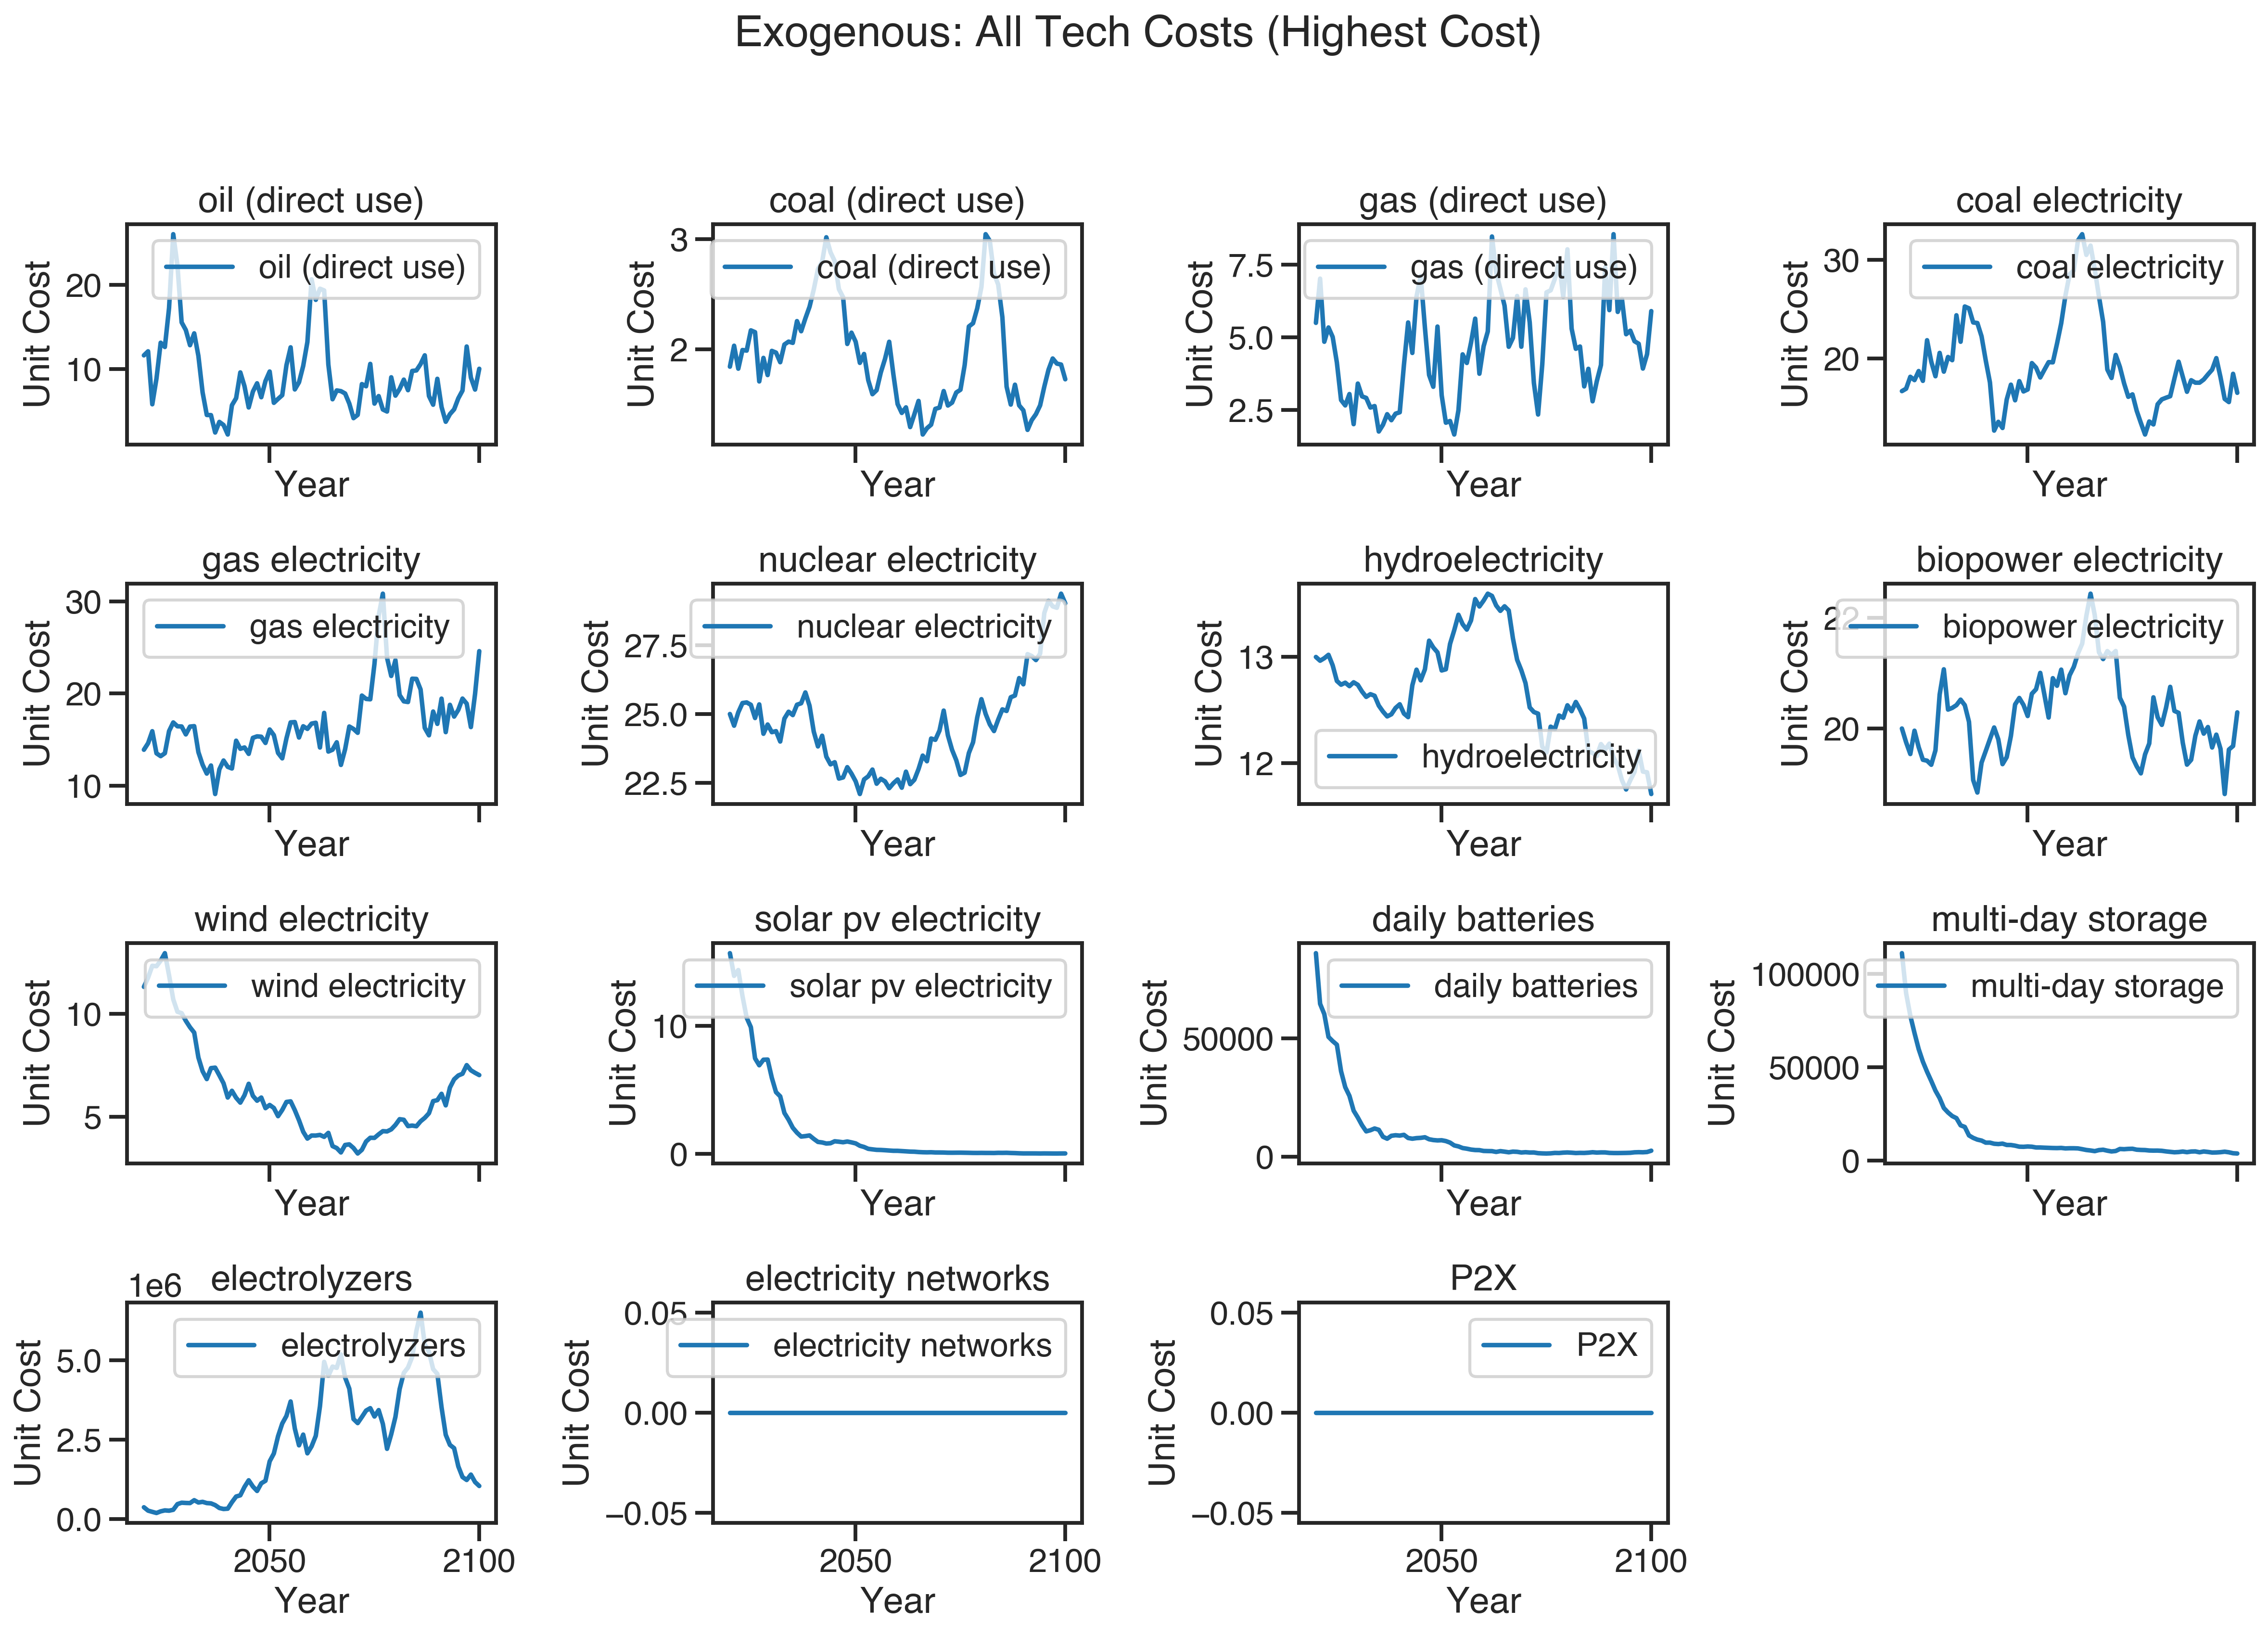 Exogenous: All Tech Costs (Highest Cost)
oil (direct use)
Unit Cost
20
10
oil (direct use)
Year
coal (direct use)
Unit Cost
3
2
coal (direct use)
Year
gas (direct use)
Unit Cost
7.5
5.0
2.5
gas (direct use)
Year
coal electricity
Unit Cost
30
20
coal electricity
Year
gas electricity
Unit Cost
30
20
10
gas electricity
Year
nuclear electricity
Unit Cost
27.5
25.0
22.5
nuclear electricity
Year
hydroelectricity
Unit Cost
13
12
hydroelectricity
Year
biopower electricity
Unit Cost
22
20
biopower electricity
Year
wind electricity
Unit Cost
10
5
wind electricity
Year
solar pv electricity
Unit Cost
10
0
solar pv electricity
Year
daily batteries
Unit Cost
50000
0
daily batteries
Year
multi-day storage
Unit Cost
100000
50000
0
multi-day storage
Year
1e6
electrolyzers
Unit Cost
5.0
2.5
0.0
electrolyzers
2050
2100
Year
electricity networks
Unit Cost
0.05
0.00
−0.05
electricity networks
2050
2100
Year
P2X
Unit Cost
0.05
0.00
−0.05
P2X
2050
2100
Year